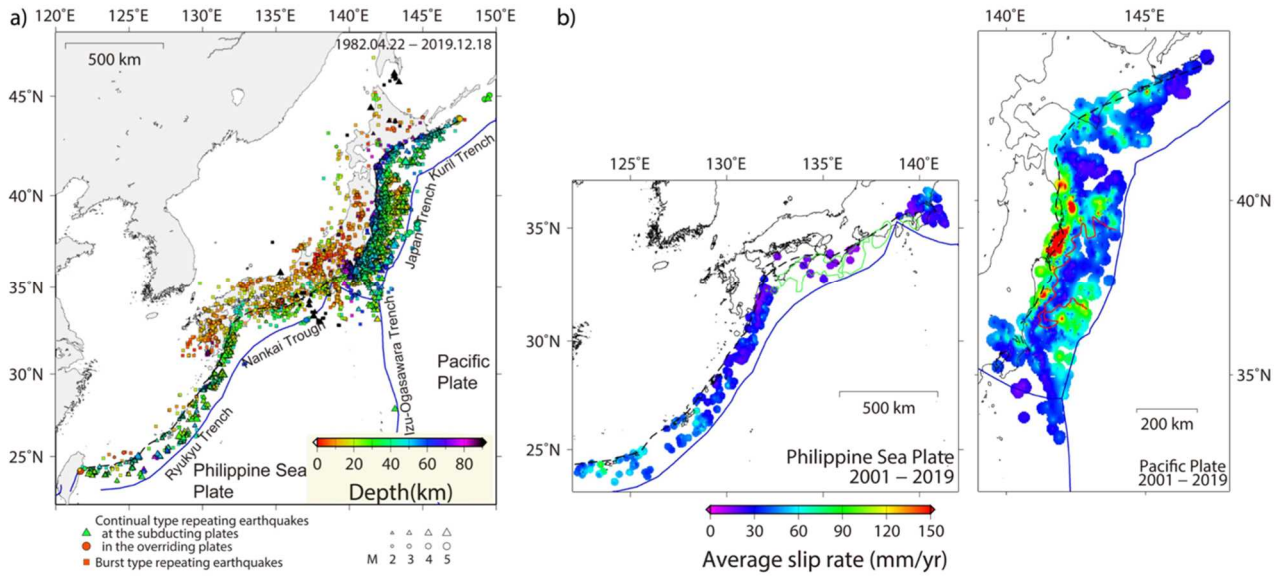 a)
120°E 125°E 130°E 135°E 140°E 145°E 150°E
1982.04.22 – 2019.12.18
500 km
45°N
40°N
35°N
30°N
25°N
Kuril Trench
Japan Trench
Izu-Ogasawara Trench
Nankai Trough
Ryukyu Trench
Pacific
Plate
Philippine Sea
Plate
0 20 40 60 80
Depth(km)
Continual type repeating earthquakes
at the subducting plates
in the overriding plates
Burst type repeating earthquakes
M 2 3 4 5
b)
125°E 130°E 135°E 140°E
35°N
30°N
25°N
500 km
Philippine Sea Plate
2001 – 2019
0 30 60 90 120 150
Average slip rate (mm/yr)
140°E 145°E
40°N
35°N
200 km
Pacific Plate
2001 – 2019